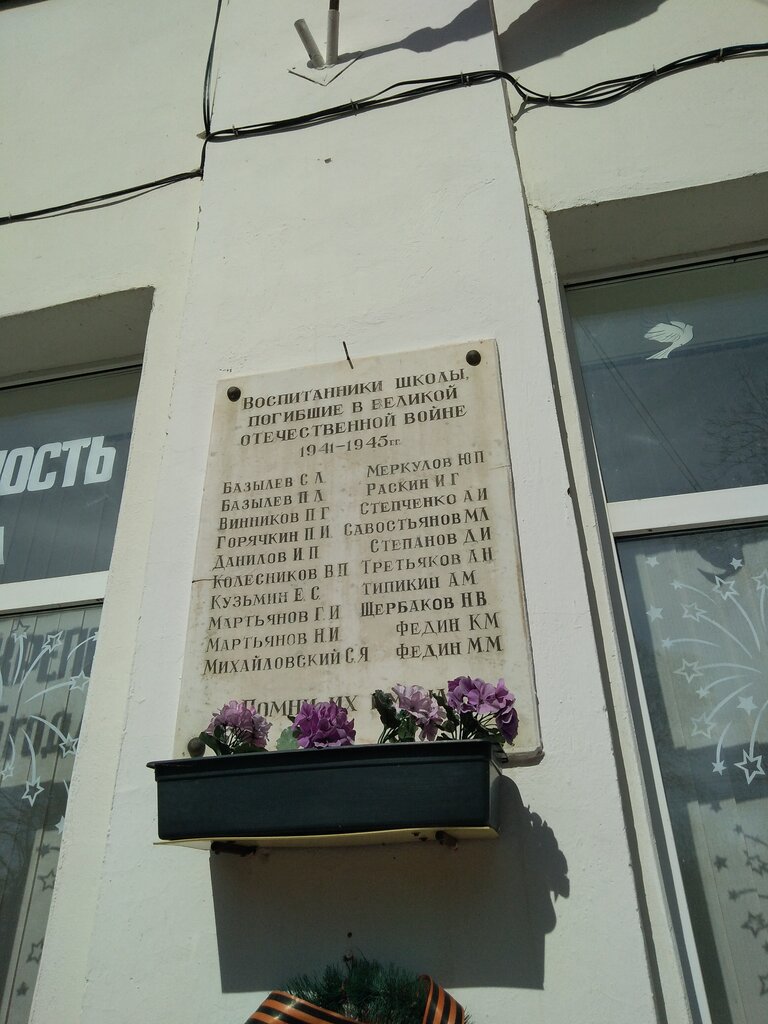 ВОСПИТАННИКИ ШКОЛЫ,
ПОГИБШИЕ В ВЕЛИКОЙ
ОТЕЧЕСТВЕННОЙ ВОЙНЕ
1941-1945гг.
БАЗЫЛЕВ С Л
БАЗЫЛЕВ П Л
ВИННИКОВ П Г
ГОРЯЧКИН П.И.
ДАНИЛОВ И П
КОЛЕСНИКОВ В П
КУЗЬМИН Е.С.
МАРТЬЯНОВ Г.И
МАРТЬЯНОВ Н.И
МИХАЙЛОВСКИЙ С.Я
МЕРКУЛОВ Ю П
РАСКИН И Г
СТЕПЧЕНКО А И
САВОСТЬЯНОВ М Л
СТЕПАНОВ Д И
ТРЕТЬЯКОВ А Н
ТИПИКИН А М
ЩЕРБАКОВ Н В
ФЕДИН К М
ФЕДИН М М
ИХ
ОСТЬ